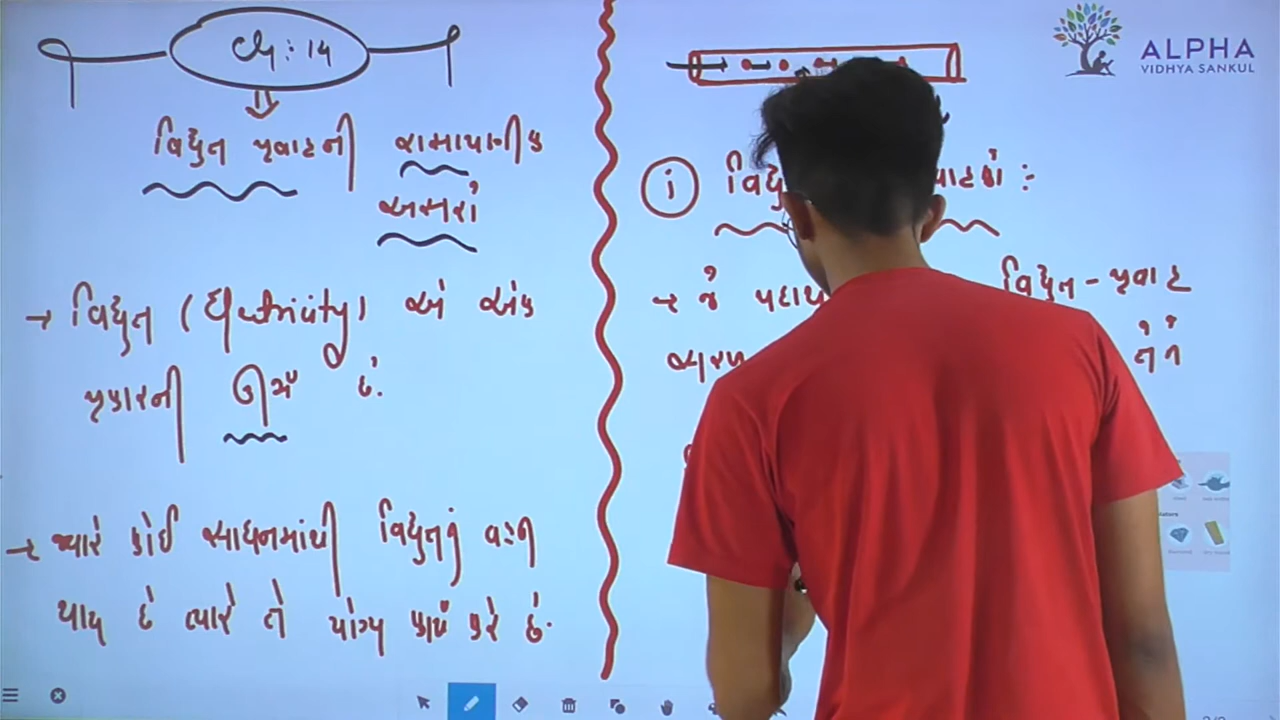 Ch : 14
વિદ્યુત પ્રવાહની રાસાયણીક
અસરો
→ વિદ્યુત (Electricity) એ એક
પ્રકારની ઊર્જા છે.
→ જ્યારે કોઈ સાધનમાંથી વિદ્યુતનું વહન
થાય છે ત્યારે તે યોગ્ય કાર્ય કરે છે.
ALPHA
VIDHYA SANKUL
i
→ જે વિદ્યુત-પ્રવાહ
તેને